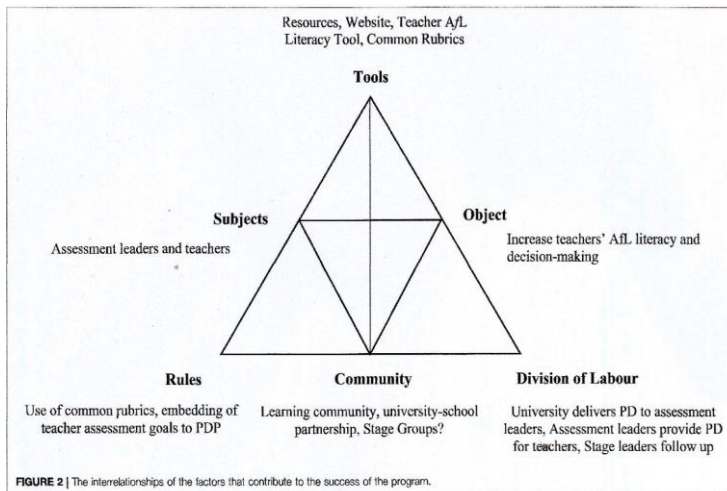 Resources, Website, Teacher AfL
Literacy Tool, Common Rubrics
Tools
Subjects
Object
Assessment leaders and teachers
Increase teachers' AfL literacy and
decision-making
Rules
Community
Division of Labour
Use of common rubrics, embedding of
teacher assessment goals to PDP
Learning community, university-school
partnership, Stage Groups?
University delivers PD to assessment
leaders, Assessment leaders provide PD
for teachers, Stage leaders follow up
FIGURE 2 | The interrelationships of the factors that contribute to the success of the program.